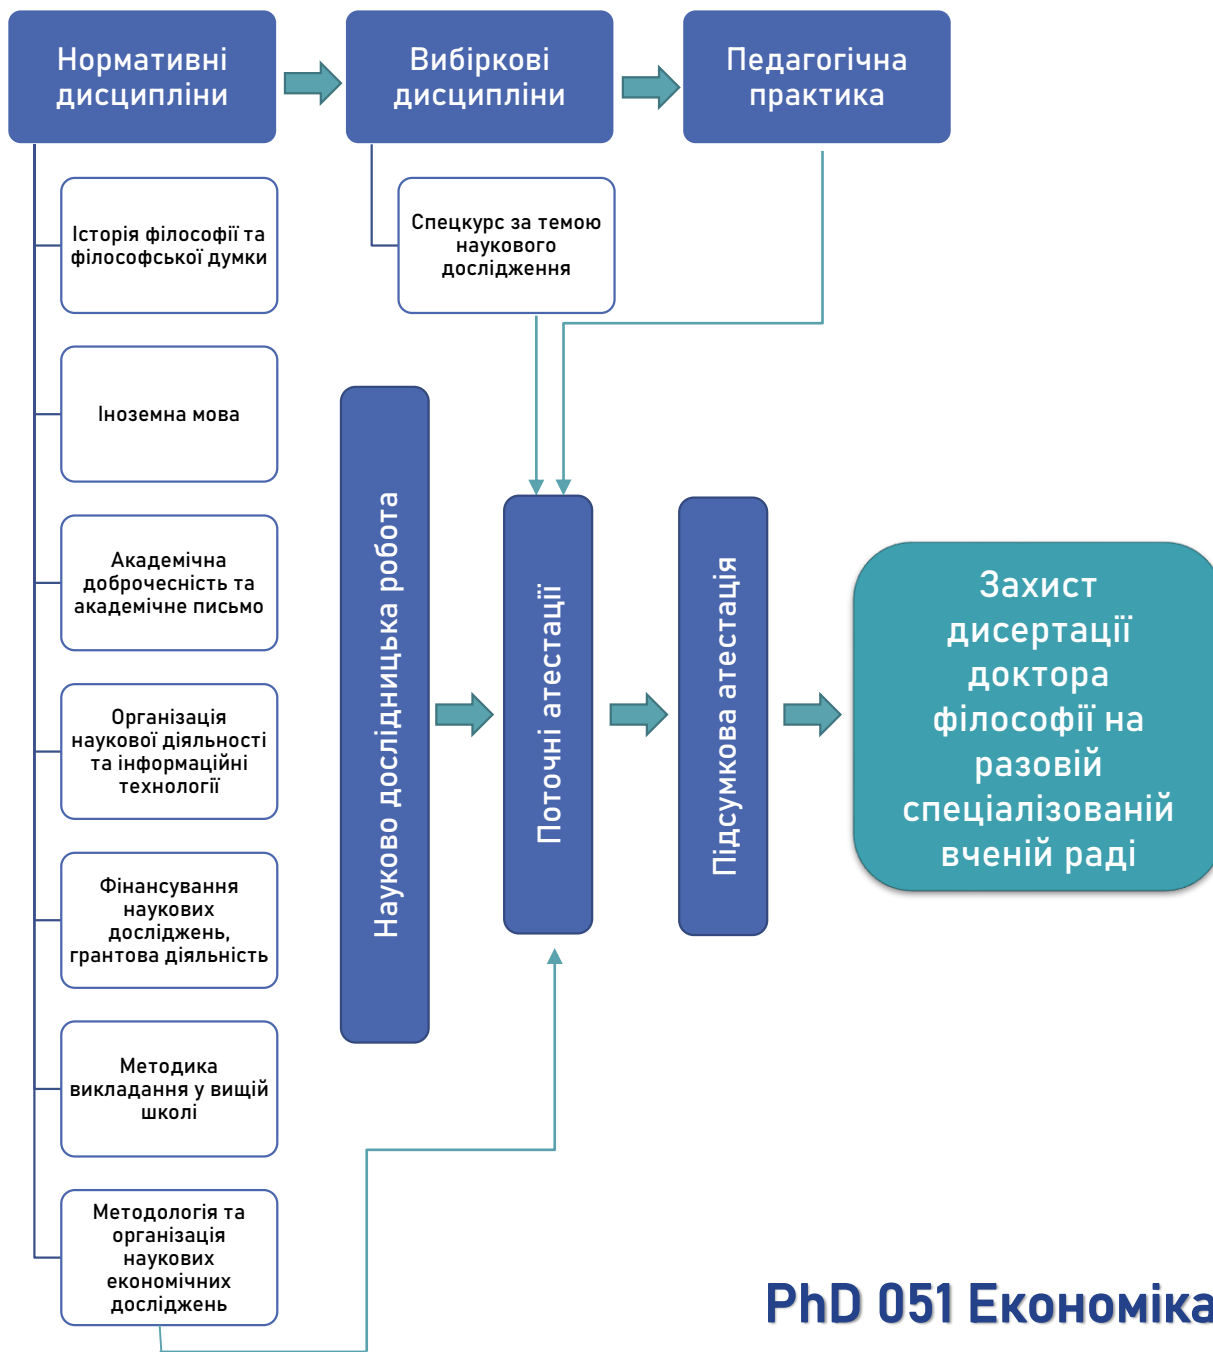 Нормативні
дисципліни
Вибіркові
дисципліни
Педагогічна
практика
Історія філософії та
філософської думки
Іноземна мова
Академічна
доброчесність та
академічне письмо
Організація
наукової діяльності
та інформаційні
технології
Фінансування
наукових
досліджень,
грантова діяльність
Методика
викладання у вищій
школі
Методологія та
організація
наукових
економічних
досліджень
Спецкурс за темою
наукового
дослідження
Науково дослідницька робота
Поточні атестації
Підсумкова атестація
Захист
дисертації
доктора
філософії на
разовій
спеціалізованій
вченій раді
PhD 051 Економіка